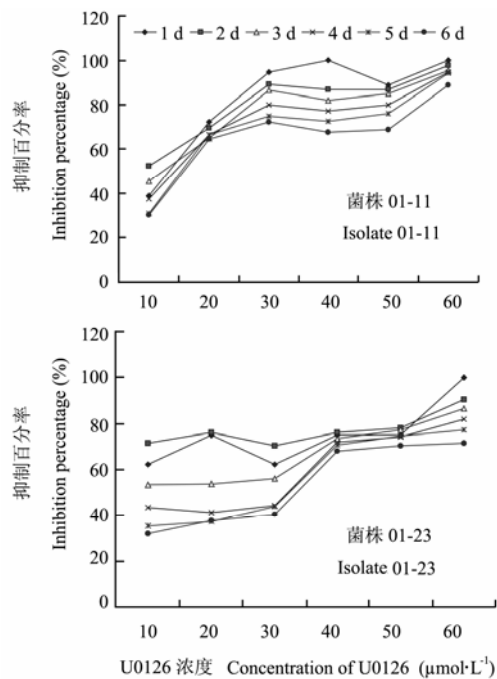 120
100
80
60
40
20
0
抑制百分率
Inhibition percentage (%)
1 d 2 d 3 d 4 d 5 d 6 d
菌株 01-11
Isolate 01-11
10 20 30 40 50 60
120
100
80
60
40
20
0
抑制百分率
Inhibition percentage (%)
菌株 01-23
Isolate 01-23
10 20 30 40 50 60
U0126 浓度 Concentration of U0126 (μmol·L⁻¹)